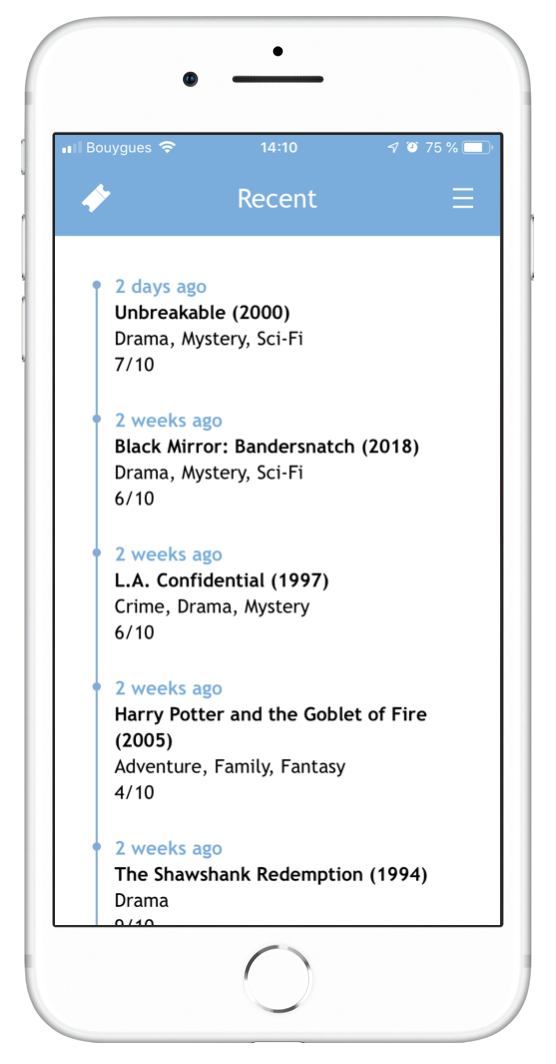 Bouygues 14:10 75 %
Recent
2 days ago
Unbreakable (2000)
Drama, Mystery, Sci-Fi
7/10
2 weeks ago
Black Mirror: Bandersnatch (2018)
Drama, Mystery, Sci-Fi
6/10
2 weeks ago
L.A. Confidential (1997)
Crime, Drama, Mystery
6/10
2 weeks ago
Harry Potter and the Goblet of Fire
(2005)
Adventure, Family, Fantasy
4/10
2 weeks ago
The Shawshank Redemption (1994)
Drama